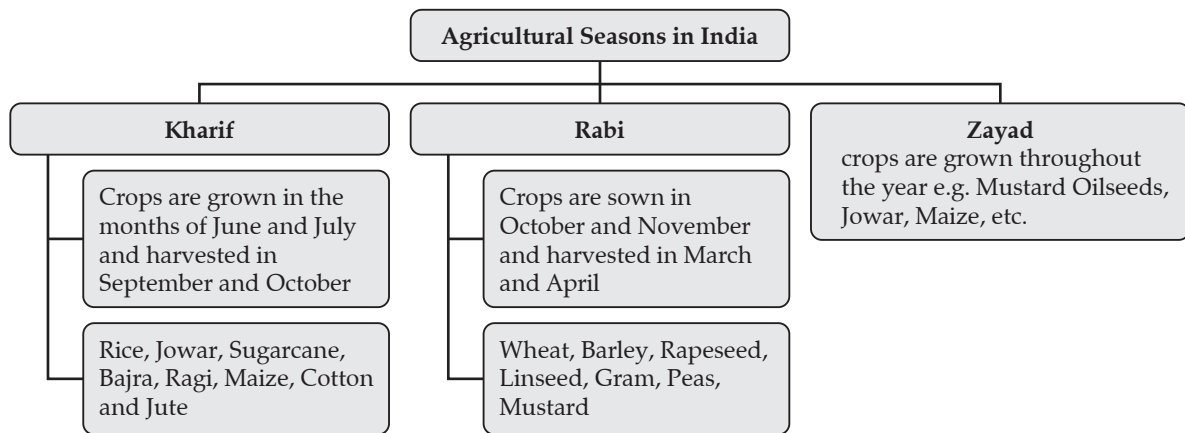 Agricultural Seasons in India
Kharif
Crops are grown in the
months of June and July
and harvested in
September and October
Rice, Jowar, Sugarcane,
Bajra, Ragi, Maize, Cotton
and Jute
Rabi
Crops are sown in
October and November
and harvested in March
and April
Wheat, Barley, Rapeseed,
Linseed, Gram, Peas,
Mustard
Zayad
crops are grown throughout
the year e.g. Mustard Oilseeds,
Jowar, Maize, etc.